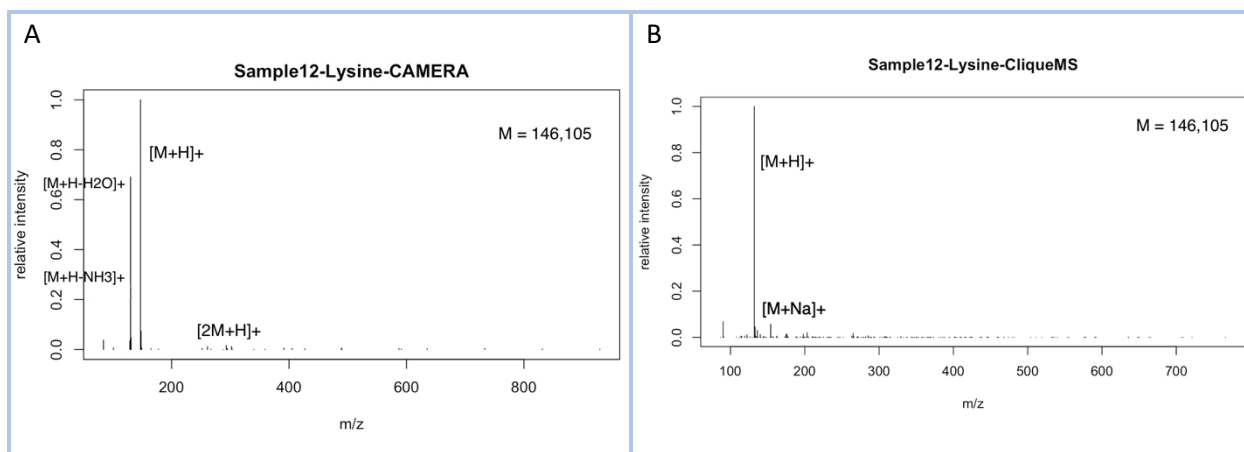 A
Sample12-Lysine-CAMERA
M = 146,105
[M+H]+
[M+H-H2O]+
[M+H-NH3]+
[2M+H]+
relative intensity
1.0
0.8
0.6
0.4
0.2
0.0
200 400 600 800
m/z
B
Sample12-Lysine-CliqueMS
M = 146,105
[M+H]+
[M+Na]+
relative intensity
1.0
0.8
0.6
0.4
0.2
0.0
100 200 300 400 500 600 700
m/z